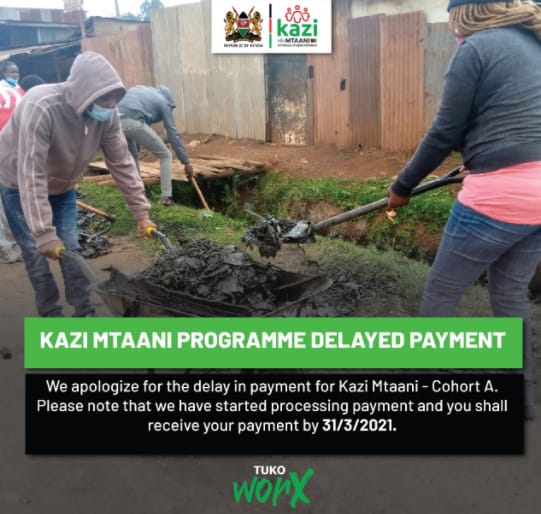 REPUBLIC OF KENYA
kazi
MTAANI
KAZI MTAANI PROGRAMME DELAYED PAYMENT
We apologize for the delay in payment for Kazi Mtaani - Cohort A.
Please note that we have started processing payment and you shall
receive your payment by 31/3/2021.
TUKO
worX